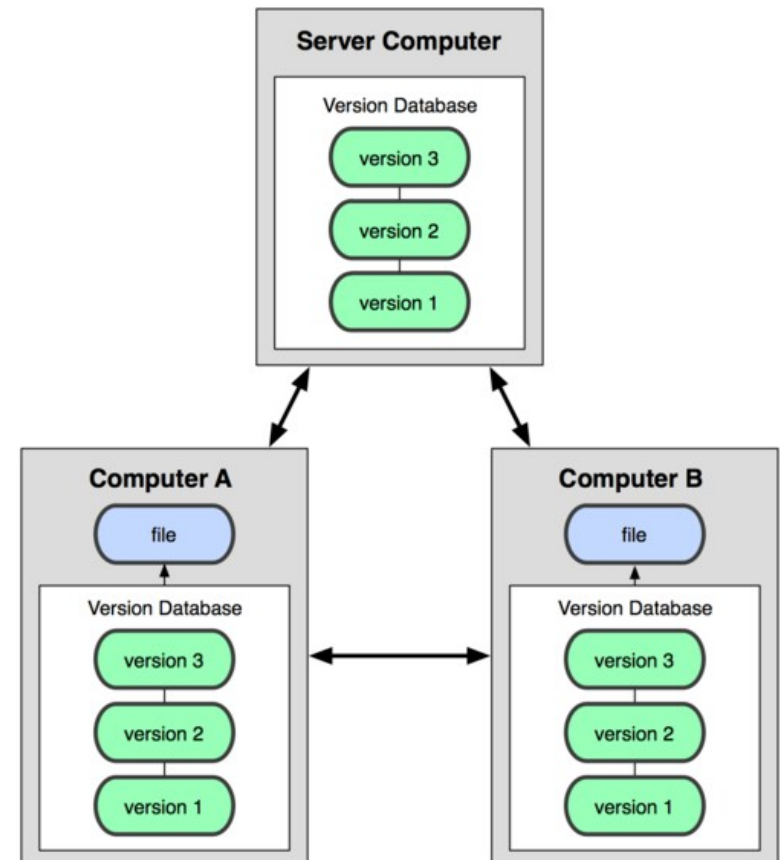 Server Computer
Version Database
version 3
version 2
version 1
Computer A
file
Version Database
version 3
version 2
version 1
Computer B
file
Version Database
version 3
version 2
version 1